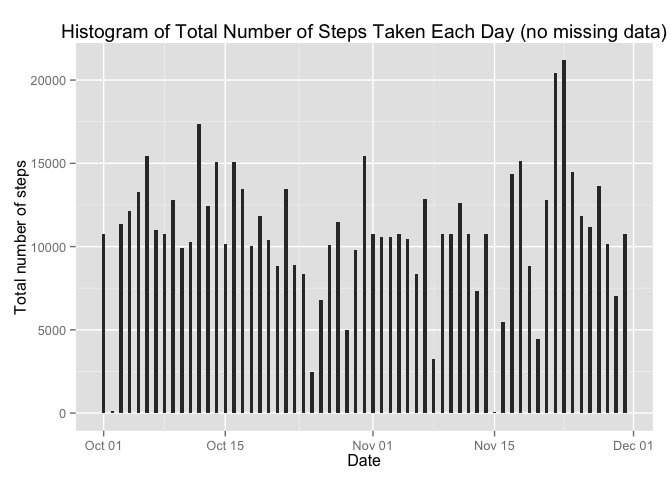 Histogram of Total Number of Steps Taken Each Day (no missing data)
Total number of steps
20000
15000
10000
5000
0
Oct 01
Oct 15
Nov 01
Nov 15
Dec 01
Date